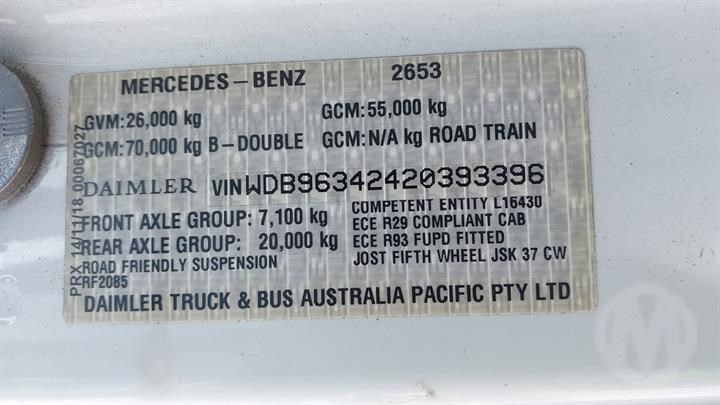 MERCEDES-BENZ 2653
GVM: 26,000 kg GCM: 55,000 kg
GCM: 70,000 kg B-DOUBLE GCM: N/A kg ROAD TRAIN
DAIMLER VIN WDB96342420393396
FRONT AXLE GROUP: 7,100 kg
REAR AXLE GROUP: 20,000 kg
ROAD FRIENDLY SUSPENSION
RF2085
COMPETENT ENTITY L16430
ECE R29 COMPLIANT CAB
ECE R93 FUPD FITTED
JOST FIFTH WHEEL JSK 37 CW
DAIMLER TRUCK & BUS AUSTRALIA PACIFIC PTY LTD
PRX 14/11/18 00067027
M